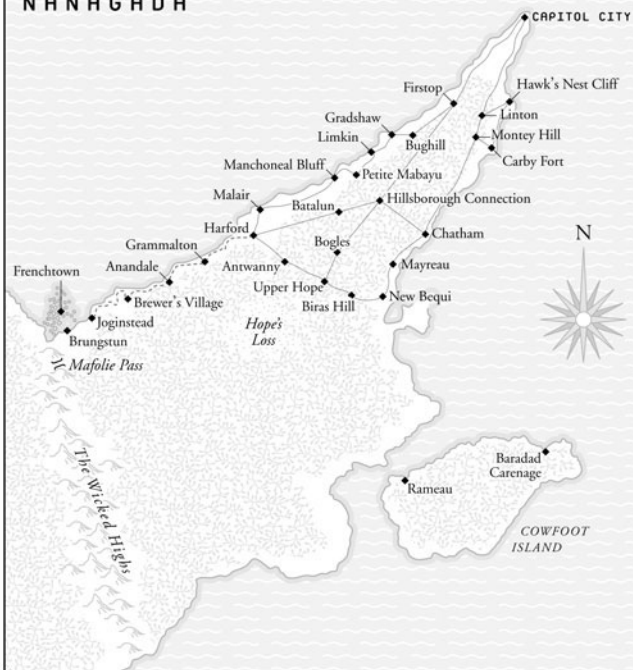 NANAGADA
CAPITOL CITY
Hawk's Nest Cliff
Firstop
Linton
Gradshaw
Montey Hill
Limkin
Bughill
Carby Fort
Manchoneal Bluff
Petite Mabayu
Malair
Batalun
Hillsborough Connection
Harford
Chatham
Grammalton
Bogles
Frenchtown
Anandale
Antwanny
Mayreau
Upper Hope
Brewer's Village
Biras Hill
New Bequi
Joginstead
Hope's
Loss
Brungstun
Mafolie Pass
N
The Wicked Highs
Baradad
Carenage
Rameau
COWFOOT
ISLAND